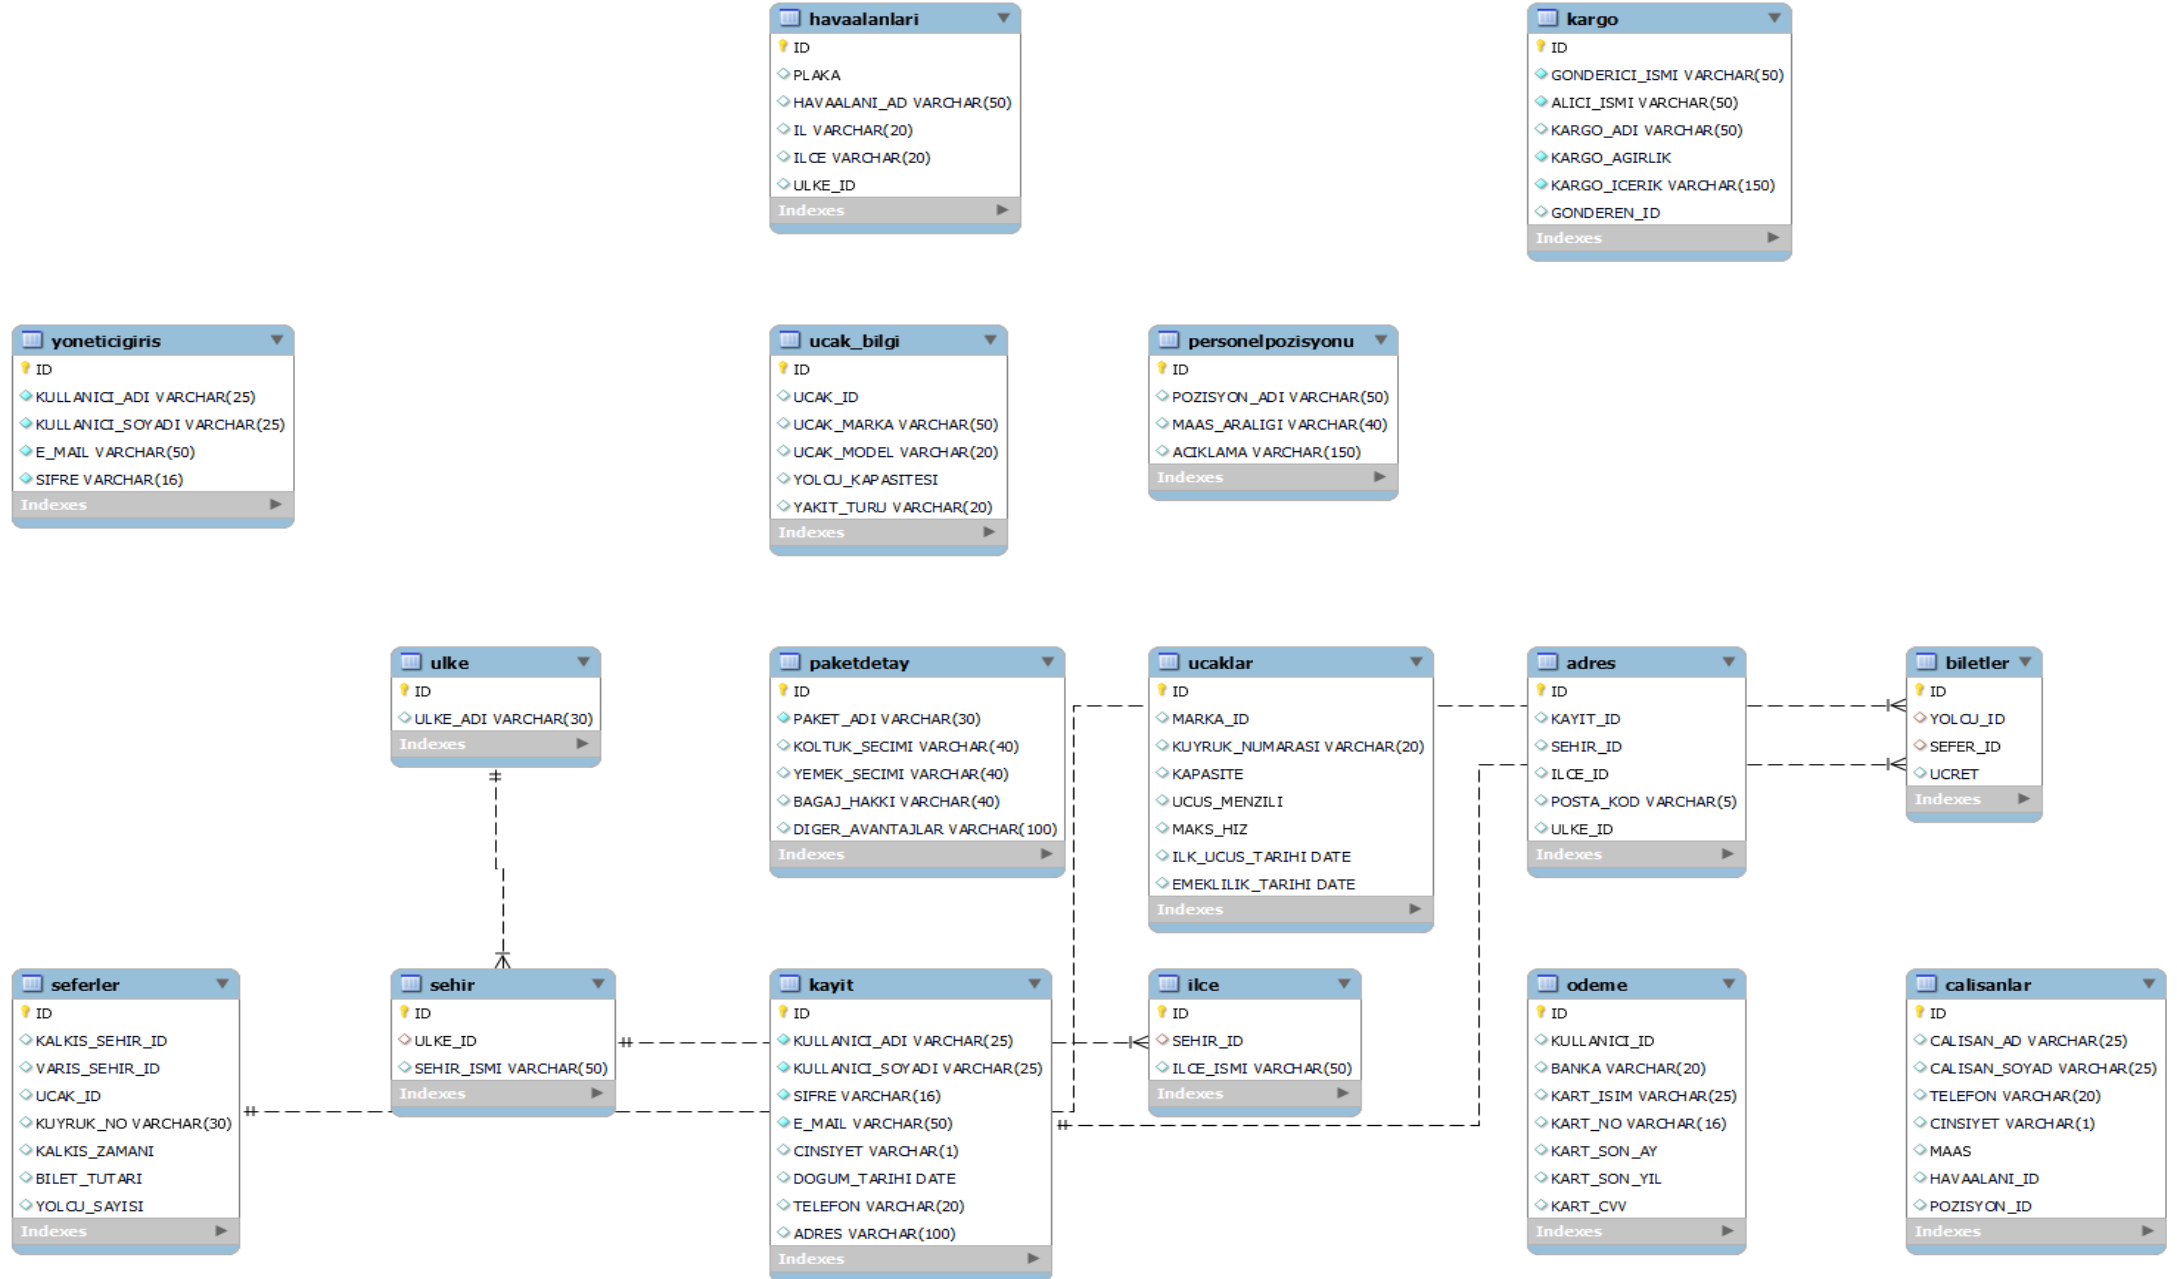 havaalanlari
ID
PLAKA
HAVAALANI_AD VARCHAR(50)
IL VARCHAR(20)
ILCE VARCHAR(20)
ULKE_ID
Indexes
kargo
ID
GONDERICI_ISMI VARCHAR(50)
ALICI_ISMI VARCHAR(50)
KARGO_ADI VARCHAR(50)
KARGO_AGIRLIK
KARGO_ICERIK VARCHAR(150)
GONDEREN_ID
Indexes
yoneticigiris
ID
KULLANICI_ADI VARCHAR(25)
KULLANICI_SOYADI VARCHAR(25)
E_MAIL VARCHAR(50)
SIFRE VARCHAR(16)
Indexes
ucak_bilgi
ID
UCAK_ID
UCAK_MARKA VARCHAR(50)
UCAK_MODEL VARCHAR(20)
YOLCU_KAPASITESI
YAKIT_TURU VARCHAR(20)
Indexes
personelpozisyonu
ID
POZISYON_ADI VARCHAR(50)
MAAS_ARALIGI VARCHAR(40)
ACIKLAMA VARCHAR(150)
Indexes
ulke
ID
ULKE_ADI VARCHAR(30)
Indexes
paketdetay
ID
PAKET_ADI VARCHAR(30)
KOLTUK_SECIMI VARCHAR(40)
YEMEK_SECIMI VARCHAR(40)
BAGAJ_HAKKI VARCHAR(40)
DIGER_AVANTAJLAR VARCHAR(100)
Indexes
ucaklar
ID
MARKA_ID
KUYRUK_NUMARASI VARCHAR(20)
KAPASITE
UCUS_MENZILI
MAKS_HIZ
ILK_UCUS_TARIHI DATE
EMEKLILIK_TARIHI DATE
Indexes
adres
ID
KAYIT_ID
SEHIR_ID
ILCE_ID
POSTA_KOD VARCHAR(5)
ULKE_ID
Indexes
biletler
ID
YOLCU_ID
SEFER_ID
UCRET
Indexes
seferler
ID
KALKIS_SEHIR_ID
VARIS_SEHIR_ID
UCAK_ID
KUYRUK_NO VARCHAR(30)
KALKIS_ZAMANI
BILET_TUTARI
YOLCU_SAYISI
Indexes
sehir
ID
ULKE_ID
SEHIR_ISMI VARCHAR(50)
Indexes
kayit
ID
KULLANICI_ADI VARCHAR(25)
KULLANICI_SOYADI VARCHAR(25)
SIFRE VARCHAR(16)
E_MAIL VARCHAR(50)
CINSIYET VARCHAR(1)
DOGUM_TARIHI DATE
TELEFON VARCHAR(20)
ADRES VARCHAR(100)
Indexes
ilce
ID
SEHIR_ID
ILCE_ISMI VARCHAR(50)
Indexes
odeme
ID
KULLANICI_ID
BANKA VARCHAR(20)
KART_ISIM VARCHAR(25)
KART_NO VARCHAR(16)
KART_SON_AY
KART_SON_YIL
KART_CVV
Indexes
calisanlar
ID
CALISAN_AD VARCHAR(25)
CALISAN_SOYAD VARCHAR(25)
TELEFON VARCHAR(20)
CINSIYET VARCHAR(1)
MAAS
HAVAALANI_ID
POZISYON_ID
Indexes